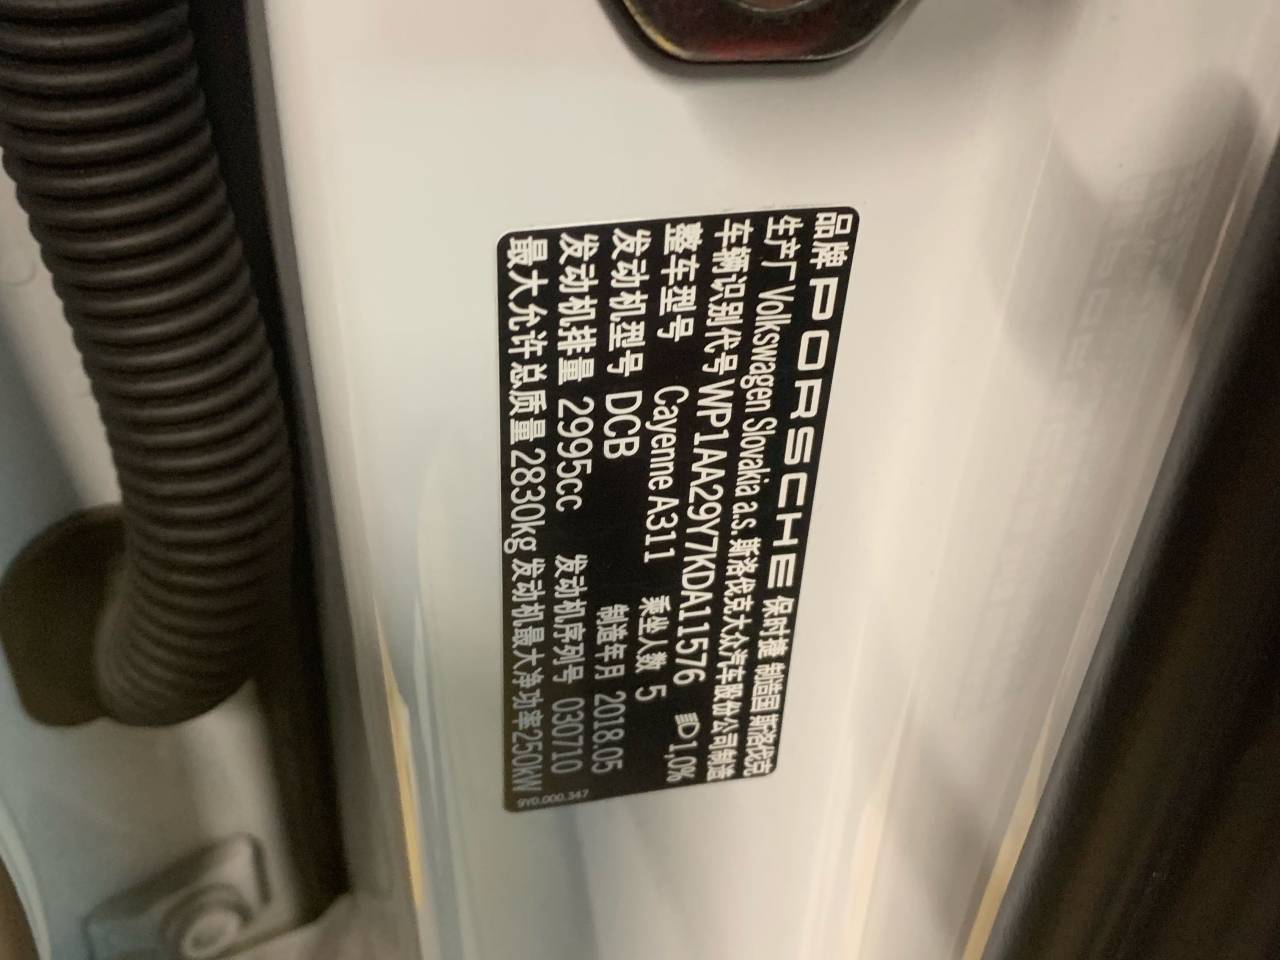 品牌 PORSCHE 保时捷 制造国 斯洛伐克
生产厂 Volkswagen Slovakia a.s. 斯洛伐克大众汽车股份公司制造
车辆识别代号 WP1AA29Y7KDA11576 1,0%
整车型号 Cayenne A311 乘坐人数 5
发动机型号 DCB 制造年月 2018.05
发动机排量 2995cc 发动机序列号 030710
最大允许总质量 2830kg 发动机最大净功率250kW
9Y0.000.347